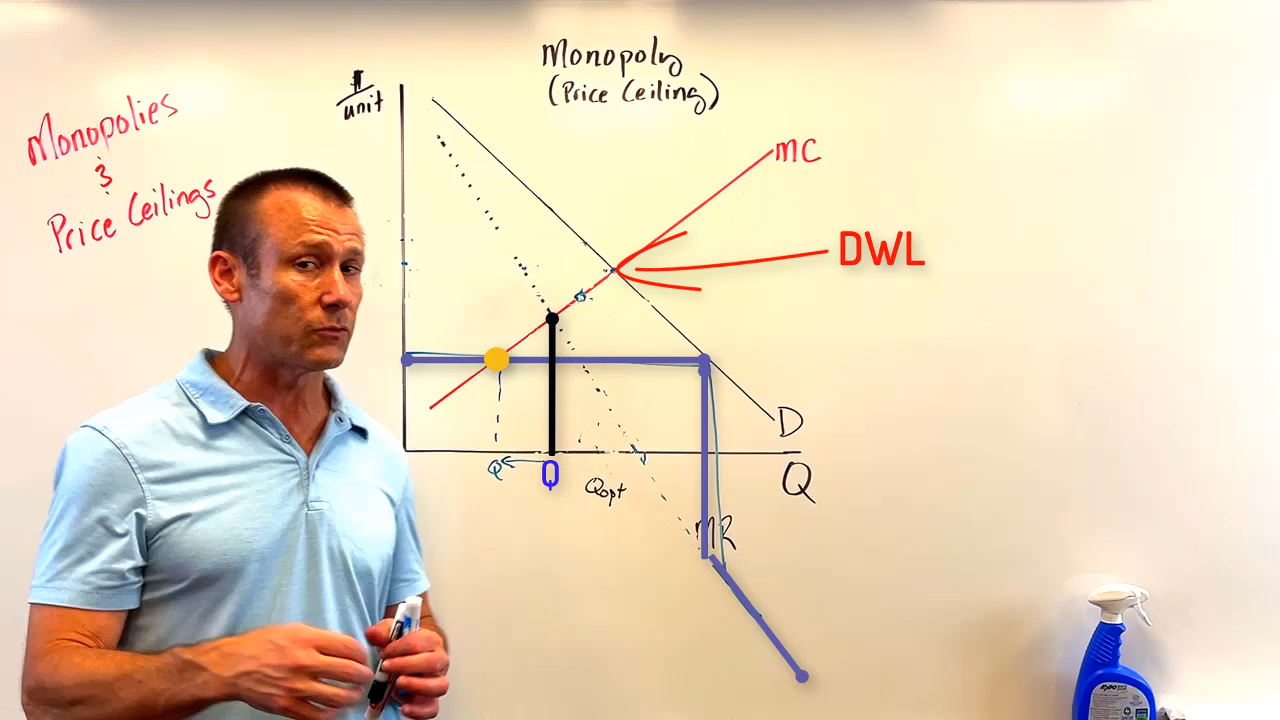 Monopoly
(Price Ceiling)
$/unit
Monopolies
&
Price Ceilings
MC
DWL
D
Q
Q
Q
Qopt
MR
EXPO